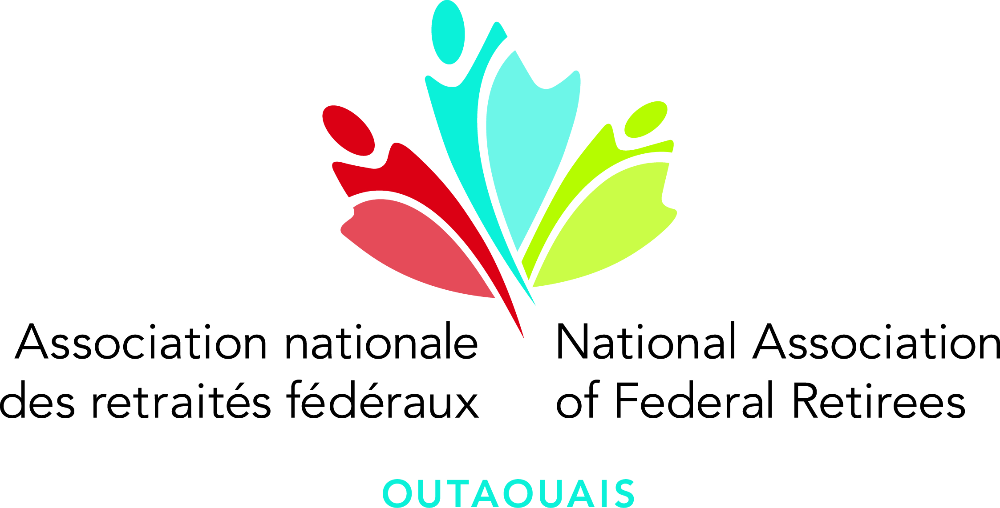 Association nationale
des retraités fédéraux
National Association
of Federal Retirees
OUTAOUAIS